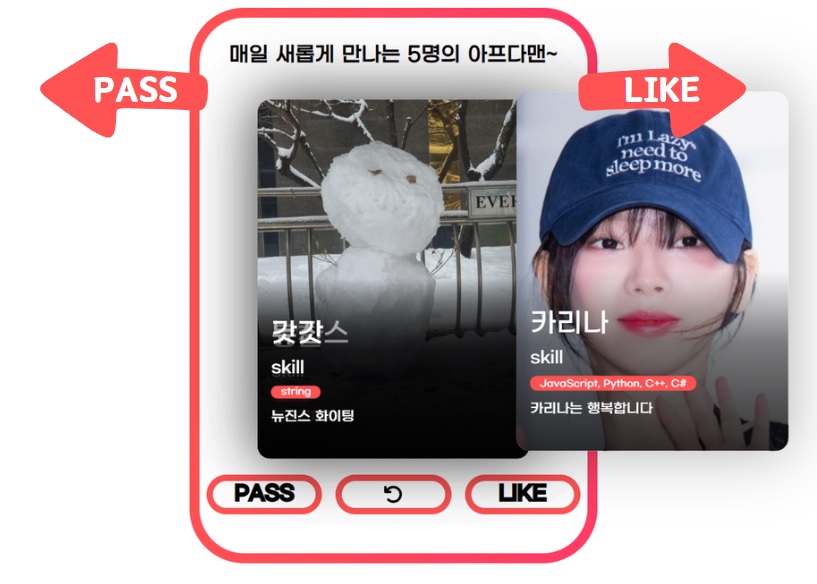 매일 새롭게 만나는 5명의 아프다맨~
PASS
LIKE
I'm Lazy
need to
sleep more
EVER
갓갓
skill
string
뉴진스 화이팅
카리나
skill
JavaScript, Python, C++, C#
카리나는 행복합니다
PASS
LIKE